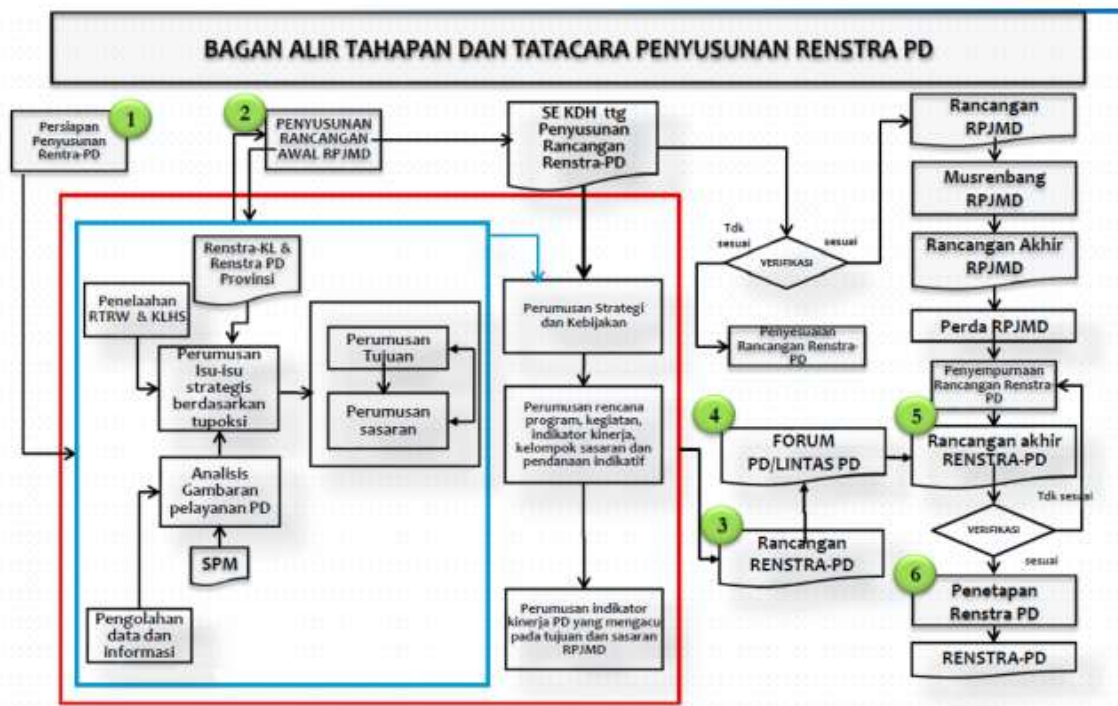 BAGAN ALIR TAHAPAN DAN TATACARA PENYUSUNAN RENSTRA PD
1
Persiapan
Penyusunan
Rentra-PD
2
PENYUSUNAN
RANCANGAN
AWAL RPJMD
SE KDH ttg
Penyusunan
Rancangan
Renstra-PD
Rancangan
RPJMD
Musrenbang
RPJMD
Rancangan Akhir
RPJMD
Perda RPJMD
Penyempurnaan
Rancangan Renstra-
PD
Tdk
sesuai
sesuai
VERIFIKASI
Penyesuaian
Rancangan Renstra-
PD
Renstra-KL &
Renstra PD
Provinsi
Penelaahan
RTRW & KLHS
Perumusan
Isu-isu
strategis
berdasarkan
tupoksi
Perumusan
Tujuan
Perumusan
sasaran
Analisis
Gambaran
pelayanan PD
SPM
Pengolahan
data dan
informasi
Perumusan Strategi
dan Kebijakan
Perumusan rencana
program, kegiatan,
indikator kinerja,
kelompok sasaran dan
pendanaan indikatif
Perumusan indikator
kinerja PD yang mengacu
pada tujuan dan sasaran
RPJMD
3
Rancangan
RENSTRA-PD
4
FORUM
PD/LINTAS PD
5
Rancangan akhir
RENSTRA-PD
Tdk sesuai
VERIFIKASI
sesuai
6
Penetapan
Renstra PD
RENSTRA-PD